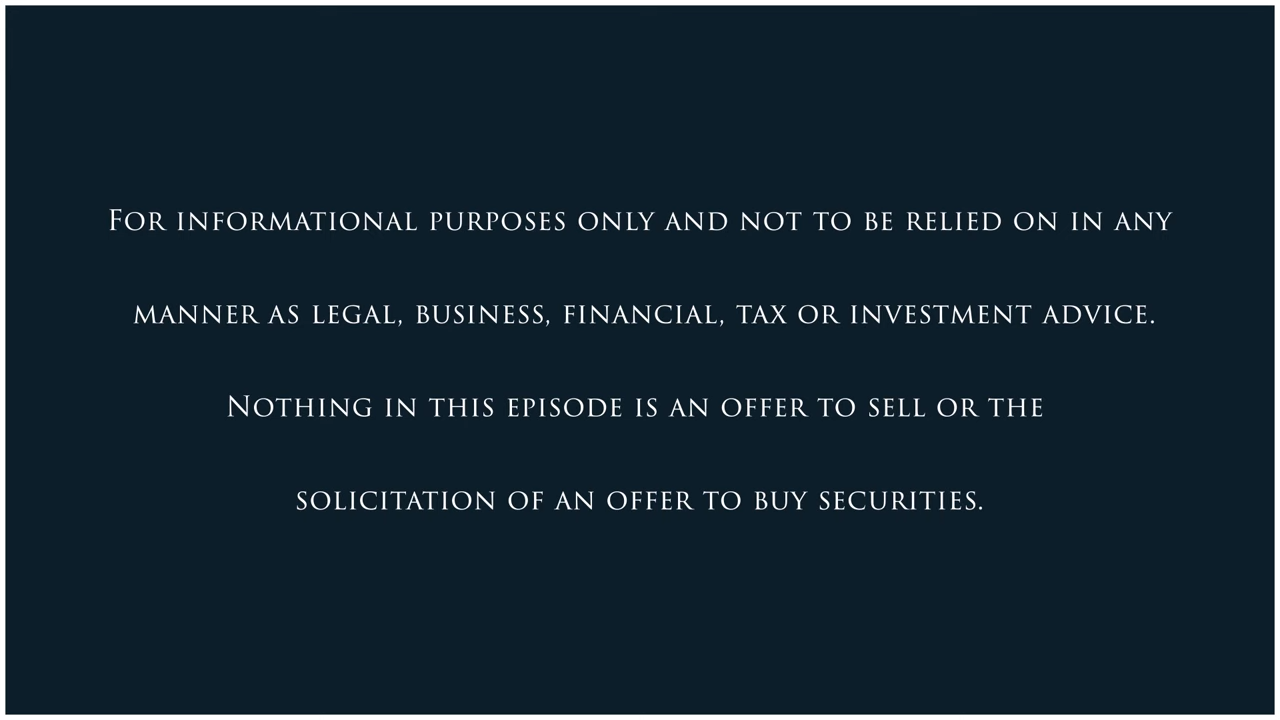 For informational purposes only and not to be relied on in any
manner as legal, business, financial, tax or investment advice.
Nothing in this episode is an offer to sell or the
solicitation of an offer to buy securities.